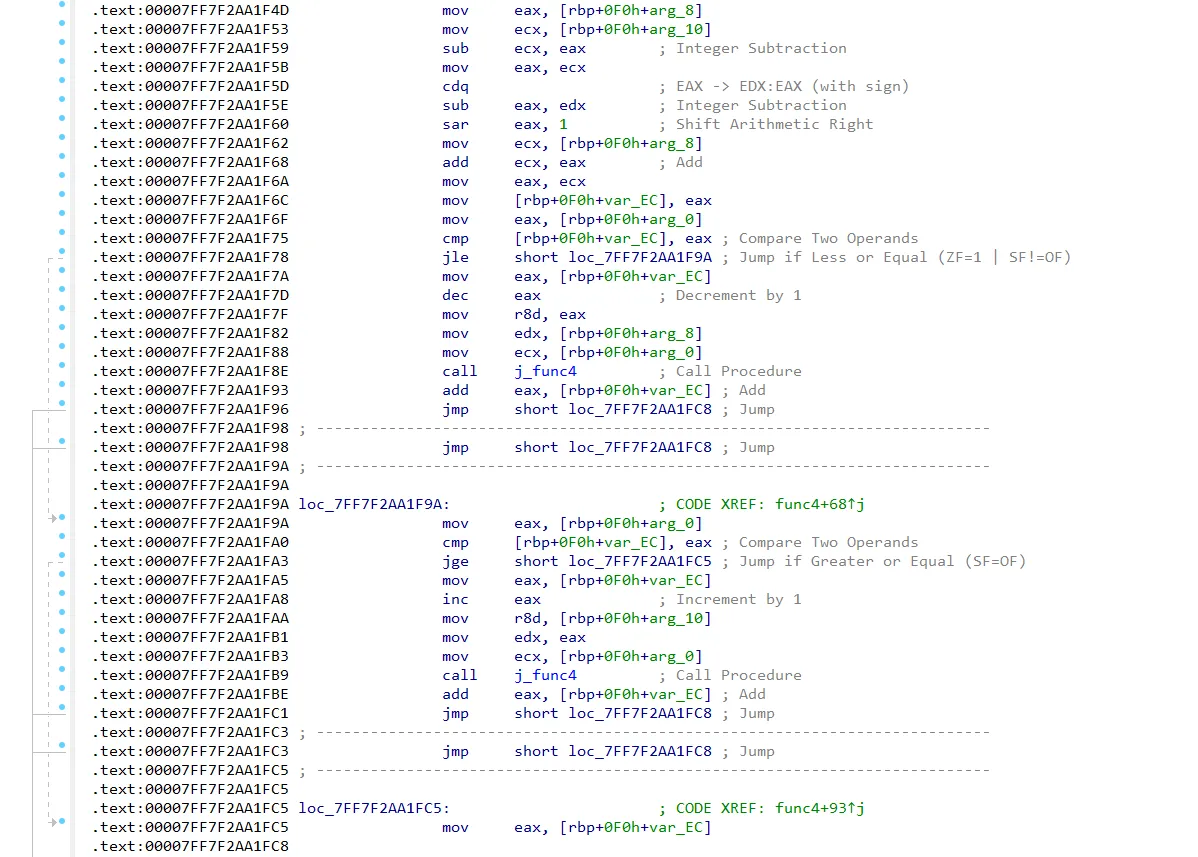 .text:00007FF7F2AA1F4D mov eax, [rbp+0F0h+arg_8]
.text:00007FF7F2AA1F53 mov ecx, [rbp+0F0h+arg_10]
.text:00007FF7F2AA1F59 sub ecx, eax ; Integer Subtraction
.text:00007FF7F2AA1F5B mov eax, ecx
.text:00007FF7F2AA1F5D cdq ; EAX -> EDX:EAX (with sign)
.text:00007FF7F2AA1F5E sub eax, edx ; Integer Subtraction
.text:00007FF7F2AA1F60 sar eax, 1 ; Shift Arithmetic Right
.text:00007FF7F2AA1F62 mov ecx, [rbp+0F0h+arg_8]
.text:00007FF7F2AA1F68 add ecx, eax ; Add
.text:00007FF7F2AA1F6A mov eax, ecx
.text:00007FF7F2AA1F6C mov [rbp+0F0h+var_EC], eax
.text:00007FF7F2AA1F6F mov eax, [rbp+0F0h+arg_0]
.text:00007FF7F2AA1F75 cmp [rbp+0F0h+var_EC], eax ; Compare Two Operands
.text:00007FF7F2AA1F78 jle short loc_7FF7F2AA1F9A ; Jump if Less or Equal (ZF=1 | SF!=OF)
.text:00007FF7F2AA1F7A mov eax, [rbp+0F0h+var_EC]
.text:00007FF7F2AA1F7D dec eax ; Decrement by 1
.text:00007FF7F2AA1F7F mov r8d, eax
.text:00007FF7F2AA1F82 mov edx, [rbp+0F0h+arg_8]
.text:00007FF7F2AA1F88 mov ecx, [rbp+0F0h+arg_0]
.text:00007FF7F2AA1F8E call j_func4 ; Call Procedure
.text:00007FF7F2AA1F93 add eax, [rbp+0F0h+var_EC] ; Add
.text:00007FF7F2AA1F96 jmp short loc_7FF7F2AA1FC8 ; Jump
.text:00007FF7F2AA1F98 ; ---------------------------------------------------------------------------
.text:00007FF7F2AA1F98 jmp short loc_7FF7F2AA1FC8 ; Jump
.text:00007FF7F2AA1F9A ; ---------------------------------------------------------------------------
.text:00007FF7F2AA1F9A
.text:00007FF7F2AA1F9A loc_7FF7F2AA1F9A: ; CODE XREF: func4+68↑j
.text:00007FF7F2AA1F9A mov eax, [rbp+0F0h+arg_0]
.text:00007FF7F2AA1FA0 cmp [rbp+0F0h+var_EC], eax ; Compare Two Operands
.text:00007FF7F2AA1FA3 jge short loc_7FF7F2AA1FC5 ; Jump if Greater or Equal (SF=OF)
.text:00007FF7F2AA1FA5 mov eax, [rbp+0F0h+var_EC]
.text:00007FF7F2AA1FA8 inc eax ; Increment by 1
.text:00007FF7F2AA1FAA mov r8d, [rbp+0F0h+arg_10]
.text:00007FF7F2AA1FB1 mov edx, eax
.text:00007FF7F2AA1FB3 mov ecx, [rbp+0F0h+arg_0]
.text:00007FF7F2AA1FB9 call j_func4 ; Call Procedure
.text:00007FF7F2AA1FBE add eax, [rbp+0F0h+var_EC] ; Add
.text:00007FF7F2AA1FC1 jmp short loc_7FF7F2AA1FC8 ; Jump
.text:00007FF7F2AA1FC3 ; ---------------------------------------------------------------------------
.text:00007FF7F2AA1FC3 jmp short loc_7FF7F2AA1FC8 ; Jump
.text:00007FF7F2AA1FC5 ; ---------------------------------------------------------------------------
.text:00007FF7F2AA1FC5
.text:00007FF7F2AA1FC5 loc_7FF7F2AA1FC5: ; CODE XREF: func4+93↑j
.text:00007FF7F2AA1FC5 mov eax, [rbp+0F0h+var_EC]
.text:00007FF7F2AA1FC8